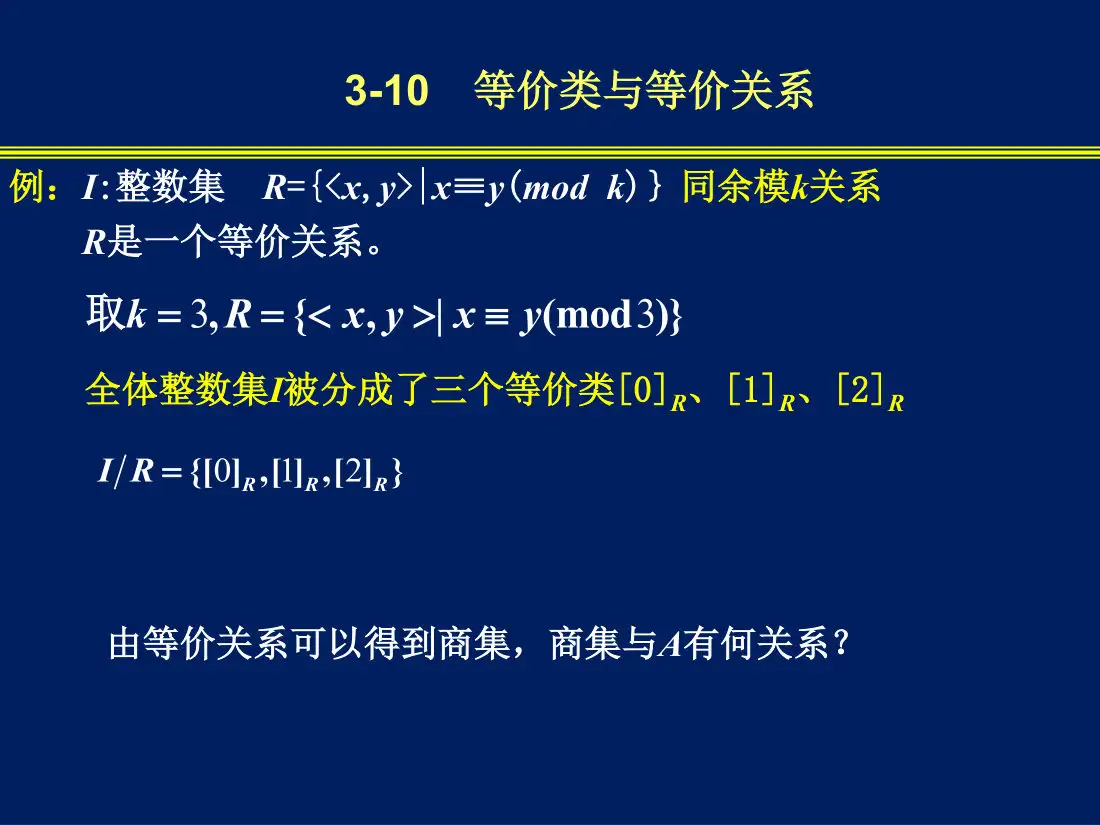 3-10 等价类与等价关系
例：I:整数集 R={<x,y>|x≡y(mod k)} 同余模k关系
R是一个等价关系。
取k = 3, R = {< x, y >| x ≡ y(mod 3)}
全体整数集I被分成了三个等价类[0]R、[1]R、[2]R
I/R = {[0]R,[1]R,[2]R}
由等价关系可以得到商集，商集与A有何关系？